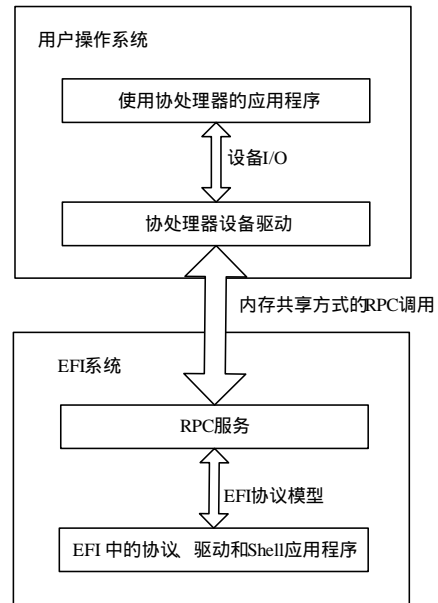 用户操作系统
使用协处理器的应用程序
设备I/O
协处理器设备驱动
内存共享方式的RPC调用
EFI系统
RPC服务
EFI协议模型
EFI 中的协议、驱动和Shell应用程序